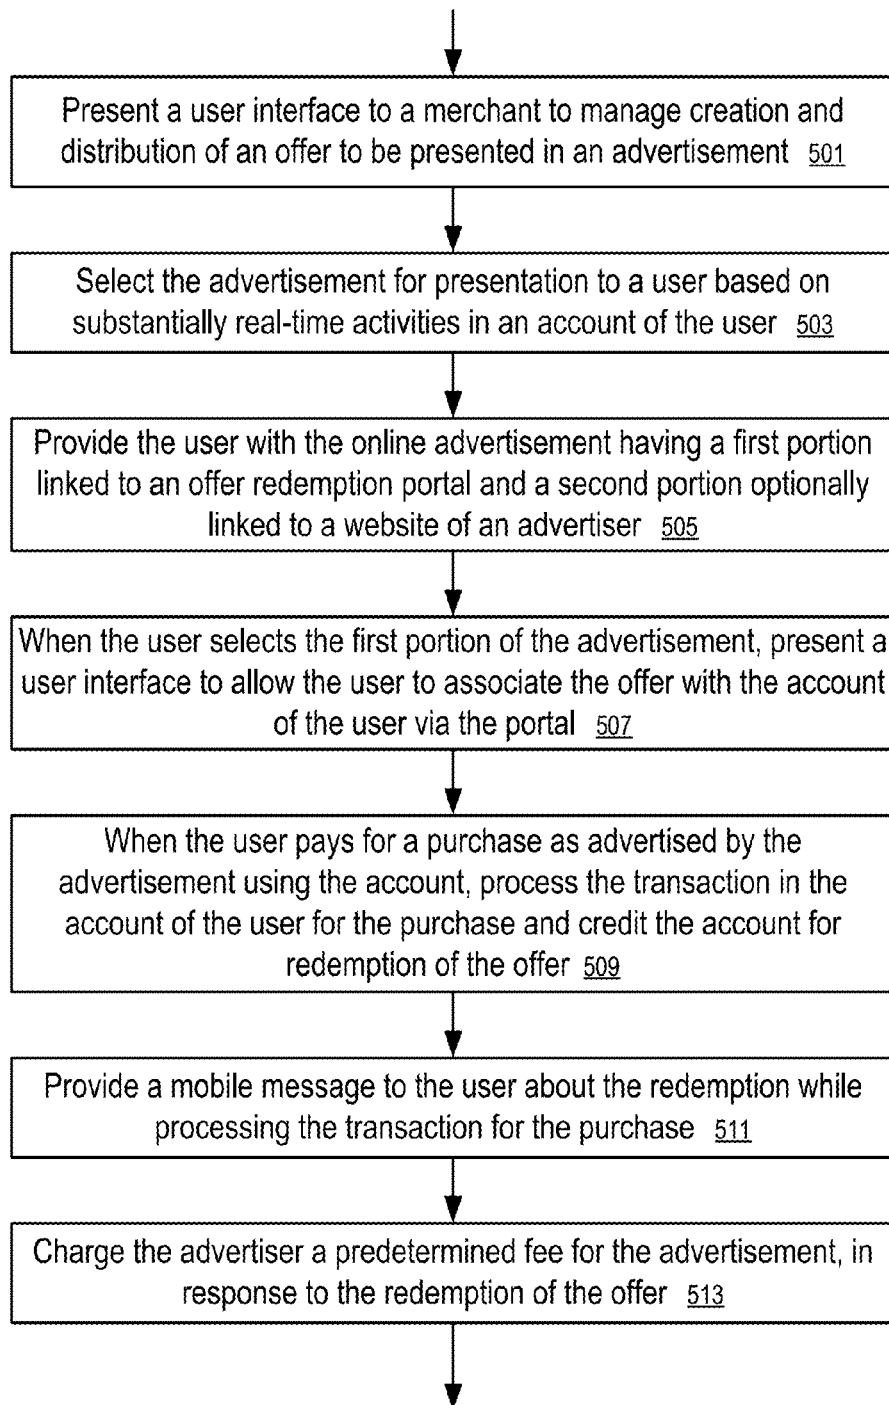 Present a user interface to a merchant to manage creation and
distribution of an offer to be presented in an advertisement 501
Select the advertisement for presentation to a user based on
substantially real-time activities in an account of the user 503
Provide the user with the online advertisement having a first portion
linked to an offer redemption portal and a second portion optionally
linked to a website of an advertiser 505
When the user selects the first portion of the advertisement, present a
user interface to allow the user to associate the offer with the account
of the user via the portal 507
When the user pays for a purchase as advertised by the
advertisement using the account, process the transaction in the
account of the user for the purchase and credit the account for
redemption of the offer 509
Provide a mobile message to the user about the redemption while
processing the transaction for the purchase 511
Charge the advertiser a predetermined fee for the advertisement, in
response to the redemption of the offer 513